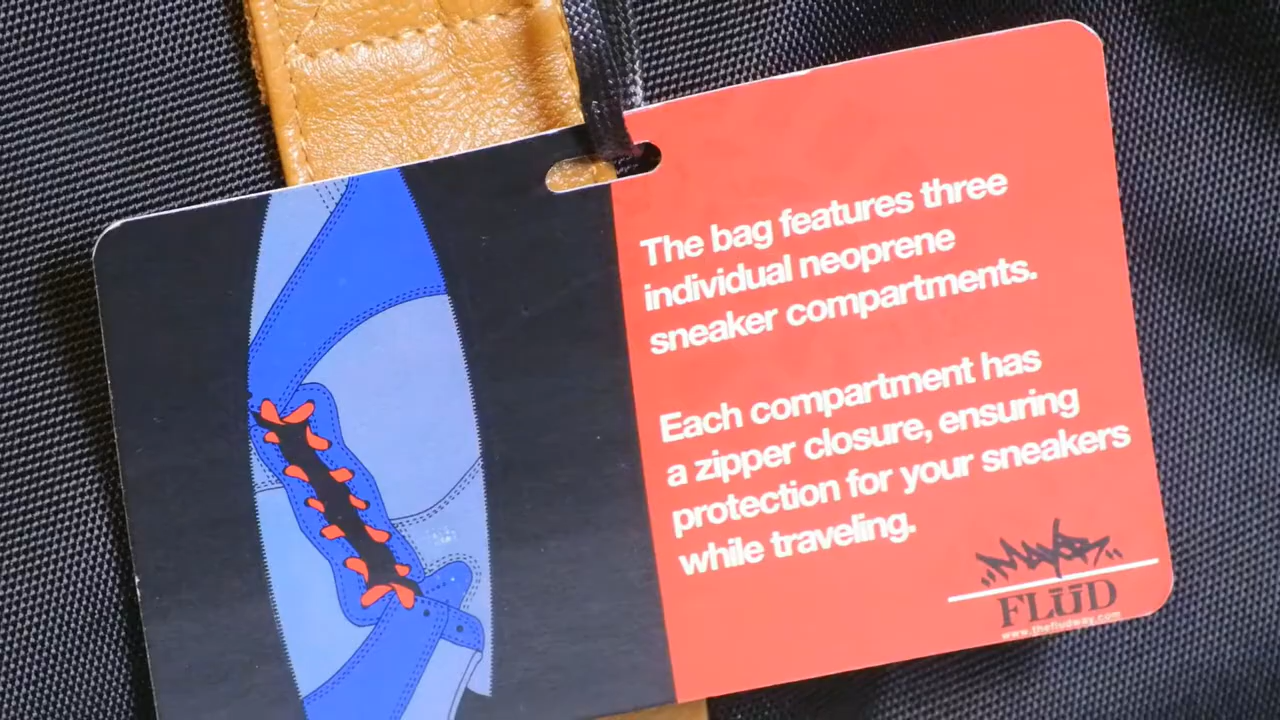 The bag features three
individual neoprene
sneaker compartments.
Each compartment has
a zipper closure, ensuring
protection for your sneakers
while traveling.
MAYOR
FLŪD
www.thefludway.com